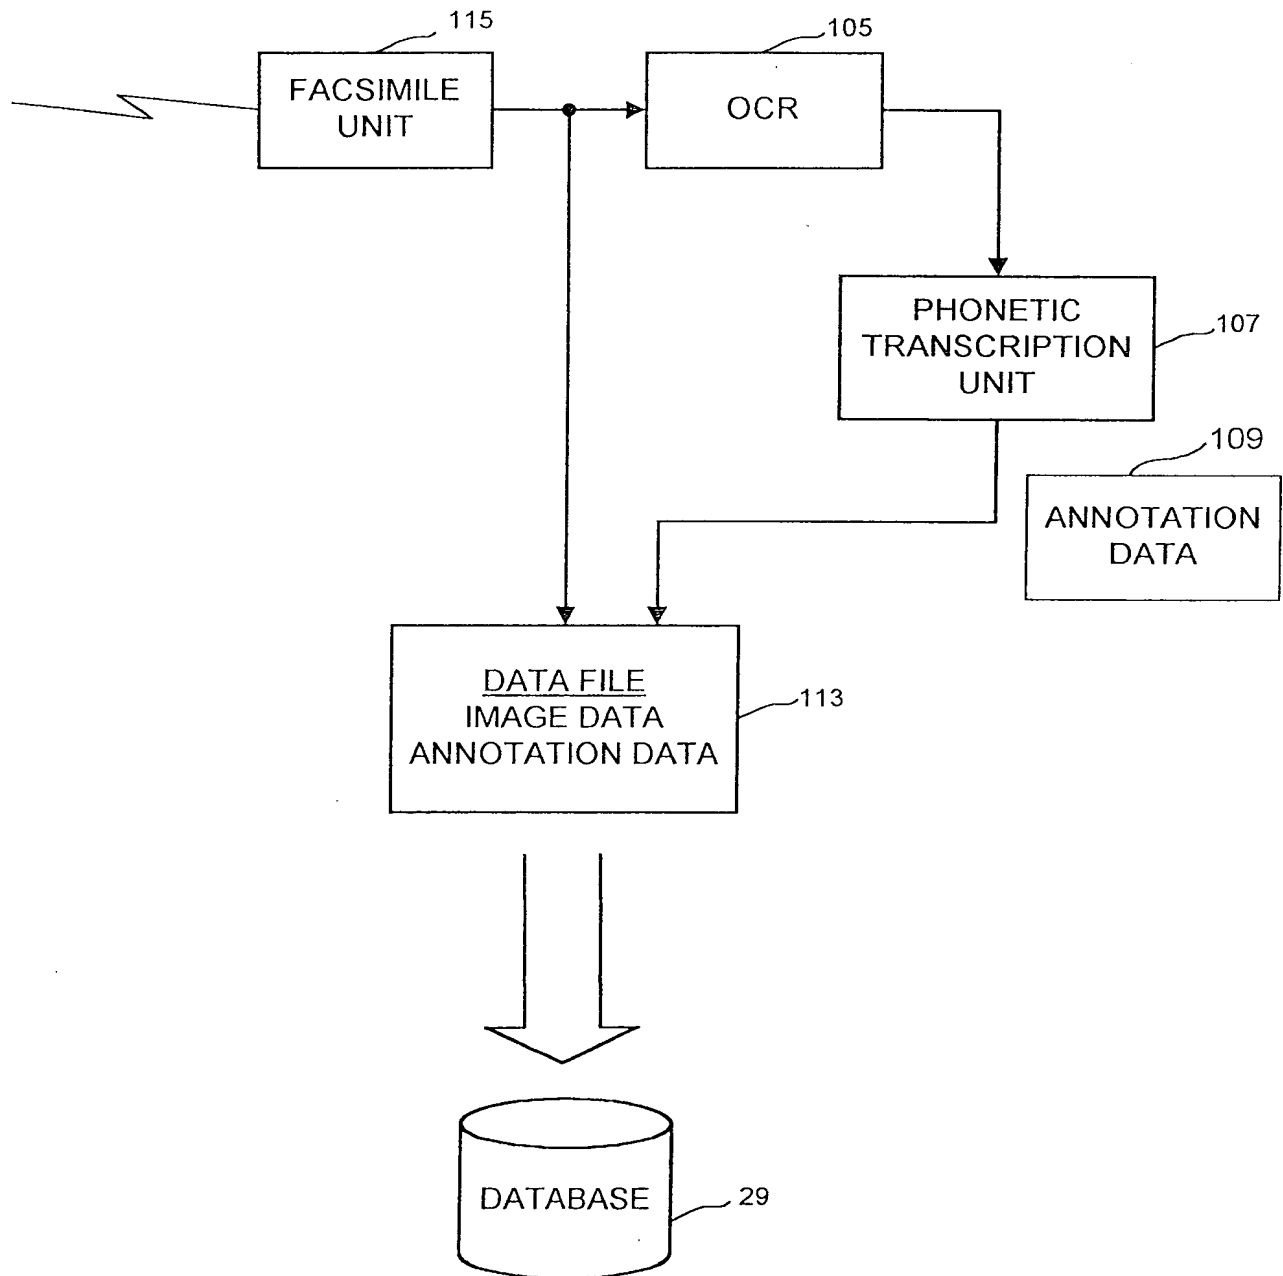 115
FACSIMILE
UNIT
105
OCR
PHONETIC
TRANSCRIPTION
UNIT
107
109
ANNOTATION
DATA
DATA FILE
IMAGE DATA
ANNOTATION DATA
113
DATABASE
29